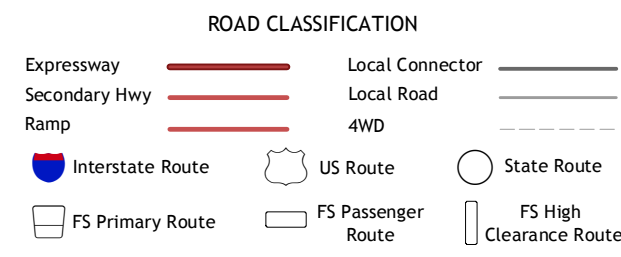 ROAD CLASSIFICATION
Expressway
Local Connector
Secondary Hwy
Local Road
Ramp
4WD
Interstate Route
US Route
State Route
FS Primary Route
FS Passenger
Route
FS High
Clearance Route